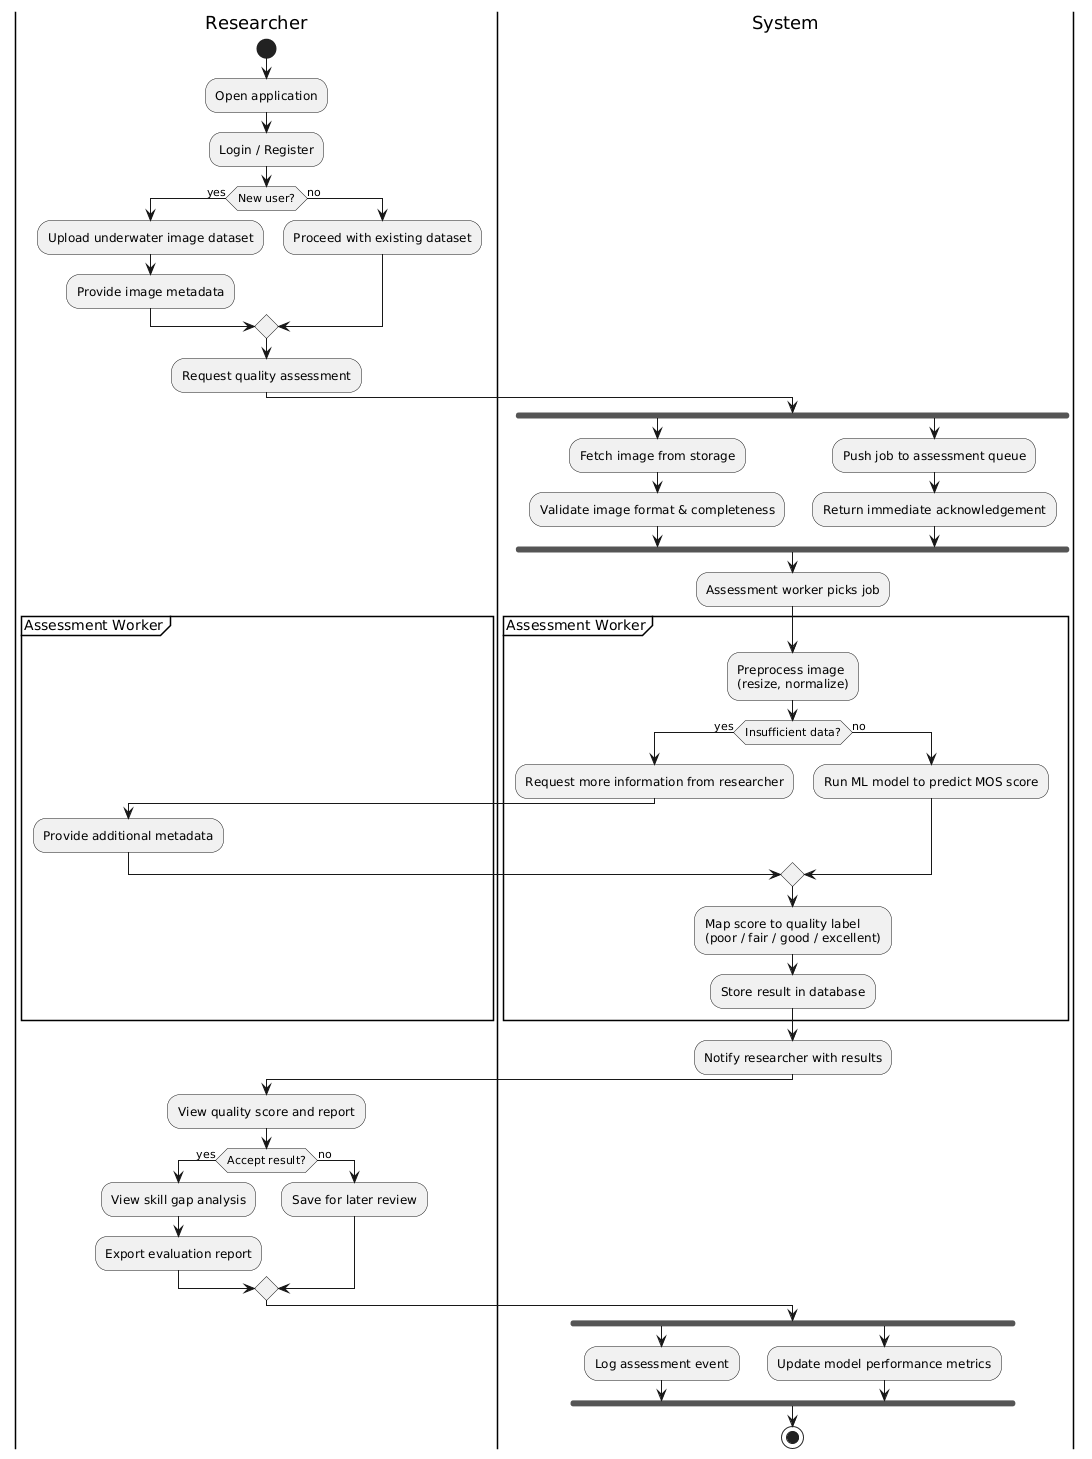 Researcher
System
Open application
Login / Register
yes
New user?
no
Upload underwater image dataset
Proceed with existing dataset
Provide image metadata
Request quality assessment
Fetch image from storage
Push job to assessment queue
Validate image format & completeness
Return immediate acknowledgement
Assessment worker picks job
Assessment Worker
Assessment Worker
Preprocess image
(resize, normalize)
yes
Insufficient data?
no
Request more information from researcher
Run ML model to predict MOS score
Provide additional metadata
Map score to quality label
(poor / fair / good / excellent)
Store result in database
Notify researcher with results
View quality score and report
yes
Accept result?
no
View skill gap analysis
Save for later review
Export evaluation report
Log assessment event
Update model performance metrics